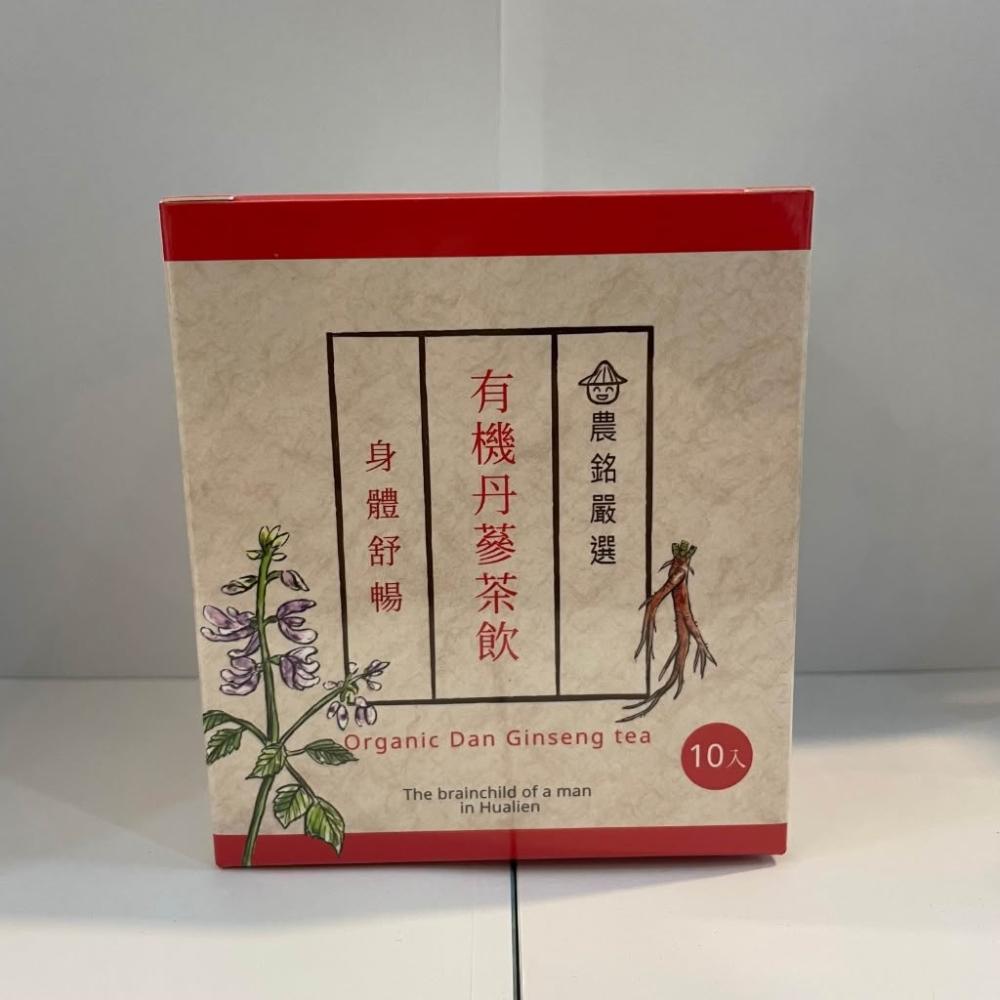 農銘嚴選
有機丹蔘茶飲
身體舒暢
Organic Dan Ginseng tea
10入
The brainchild of a man
in Hualien